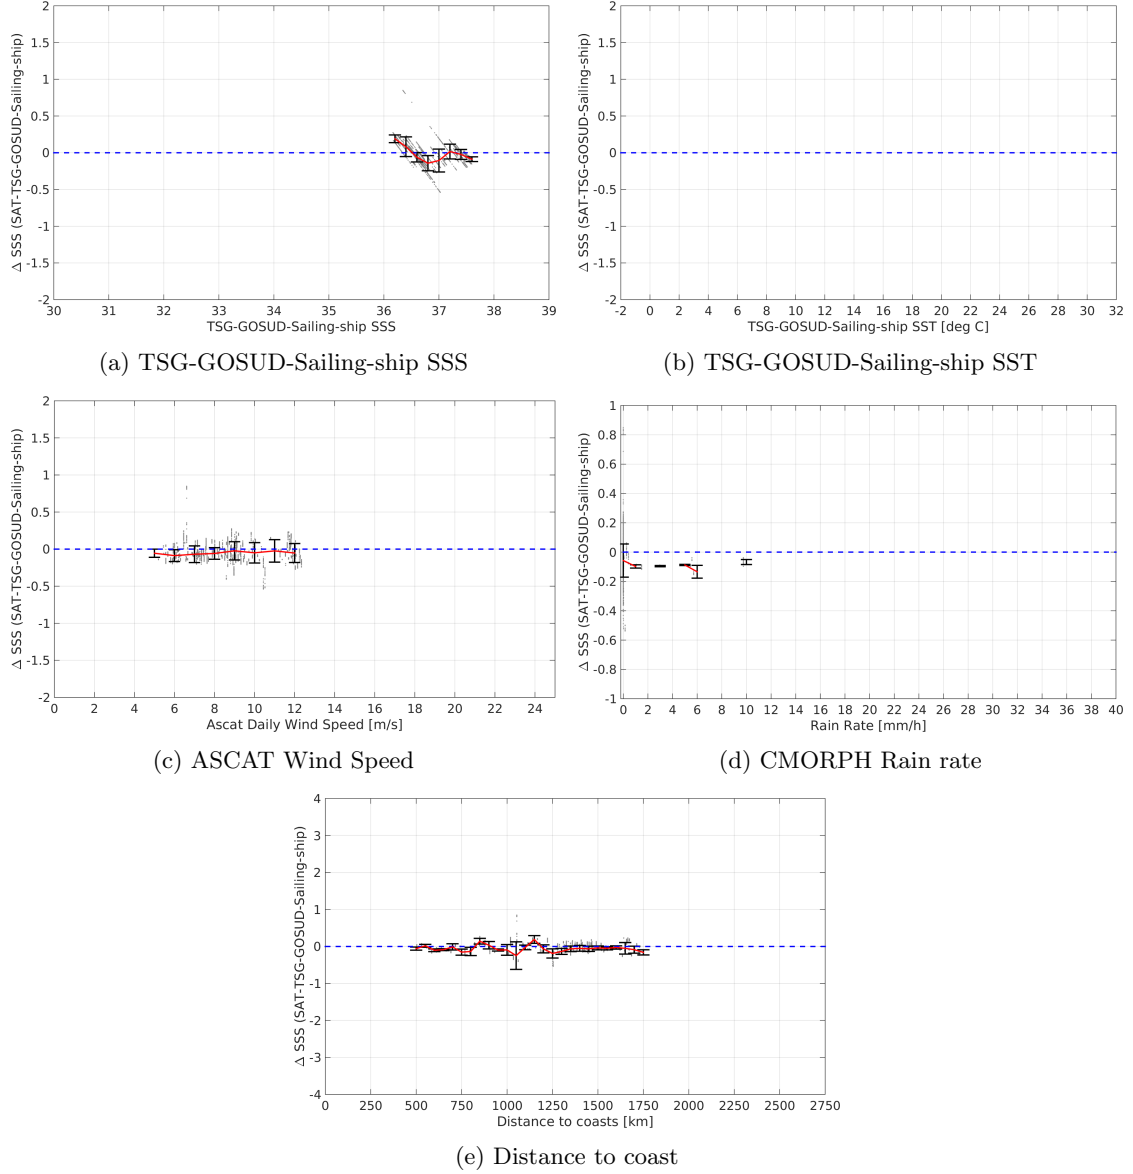 2
1.5
1
0.5
0
-0.5
-1
-1.5
-2
Δ SSS (SAT-TSG-GOSUD-Sailing-ship)
30 31 32 33 34 35 36 37 38 39
TSG-GOSUD-Sailing-ship SSS
(a) TSG-GOSUD-Sailing-ship SSS
2
1.5
1
0.5
0
-0.5
-1
-1.5
-2
Δ SSS (SAT-TSG-GOSUD-Sailing-ship)
-2 0 2 4 6 8 10 12 14 16 18 20 22 24 26 28 30 32
TSG-GOSUD-Sailing-ship SST [deg C]
(b) TSG-GOSUD-Sailing-ship SST
2
1.5
1
0.5
0
-0.5
-1
-1.5
-2
Δ SSS (SAT-TSG-GOSUD-Sailing-ship)
0 2 4 6 8 10 12 14 16 18 20 22 24
Ascat Daily Wind Speed [m/s]
(c) ASCAT Wind Speed
1
0.8
0.6
0.4
0.2
0
-0.2
-0.4
-0.6
-0.8
-1
Δ SSS (SAT-TSG-GOSUD-Sailing-ship)
0 2 4 6 8 10 12 14 16 18 20 22 24 26 28 30 32 34 36 38 40
Rain Rate [mm/h]
(d) CMORPH Rain rate
4
3
2
1
0
-1
-2
-3
-4
Δ SSS (SAT-TSG-GOSUD-Sailing-ship)
0 250 500 750 1000 1250 1500 1750 2000 2250 2500 2750
Distance to coasts [km]
(e) Distance to coast